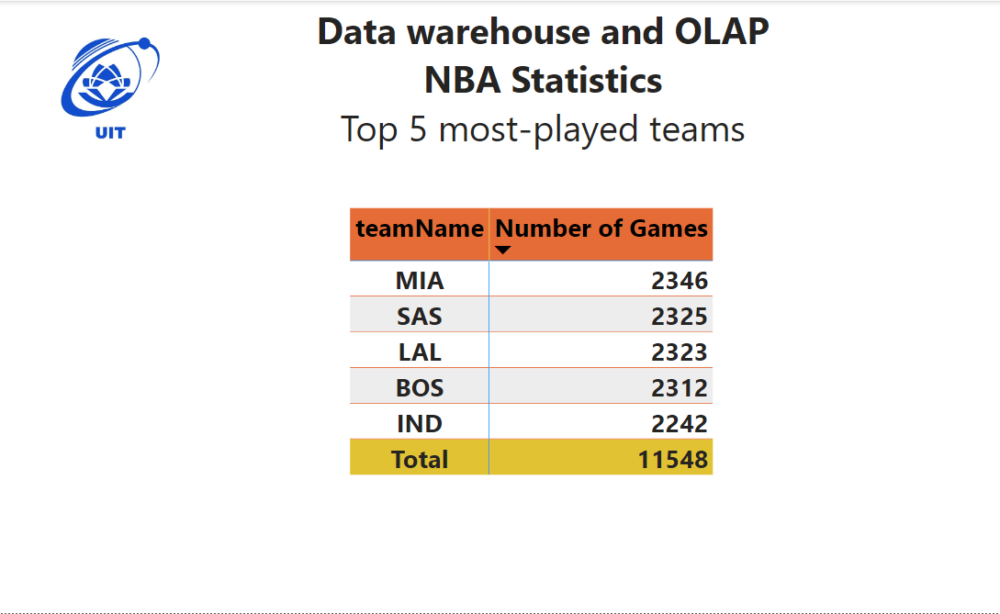 Data warehouse and OLAP
NBA Statistics
Top 5 most-played teams
UIT
teamName Number of Games
MIA 2346
SAS 2325
LAL 2323
BOS 2312
IND 2242
Total 11548